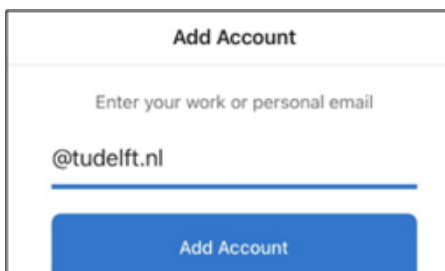 Add Account
Enter your work or personal email
@tudelft.nl
Add Account